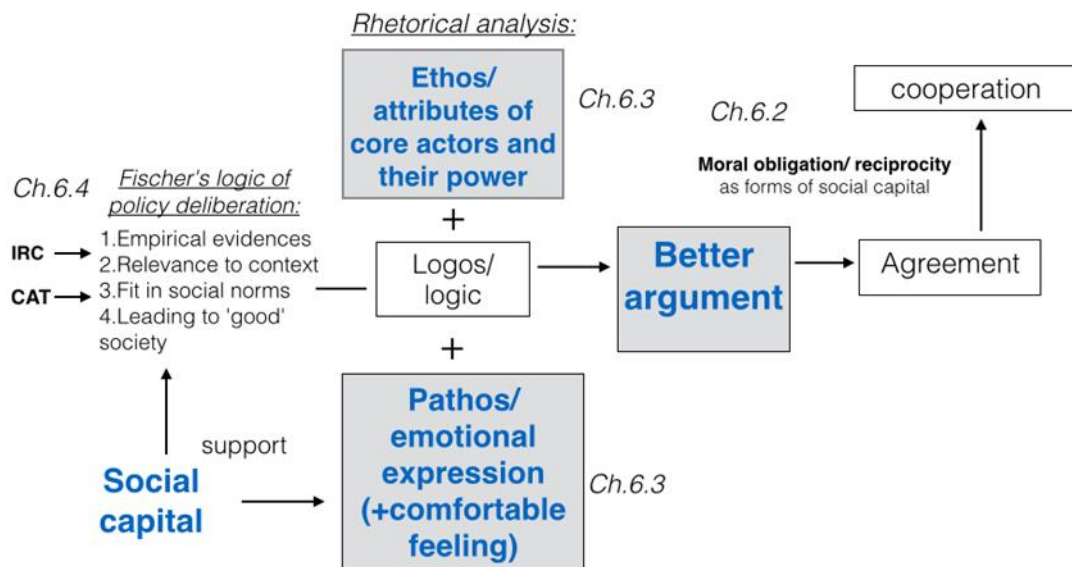 Rhetorical analysis:
Ethos/
attributes of
core actors and
their power
Ch.6.3
Ch.6.2
cooperation
Moral obligation/ reciprocity
as forms of social capital
Ch.6.4
Fischer's logic of
policy deliberation:
IRC
CAT
1.Empirical evidences
2.Relevance to context
3.Fit in social norms
4.Leading to 'good'
society
+
Logos/
logic
+
Better
argument
Agreement
Pathos/
emotional
expression
(+comfortable
feeling)
Ch.6.3
support
Social
capital